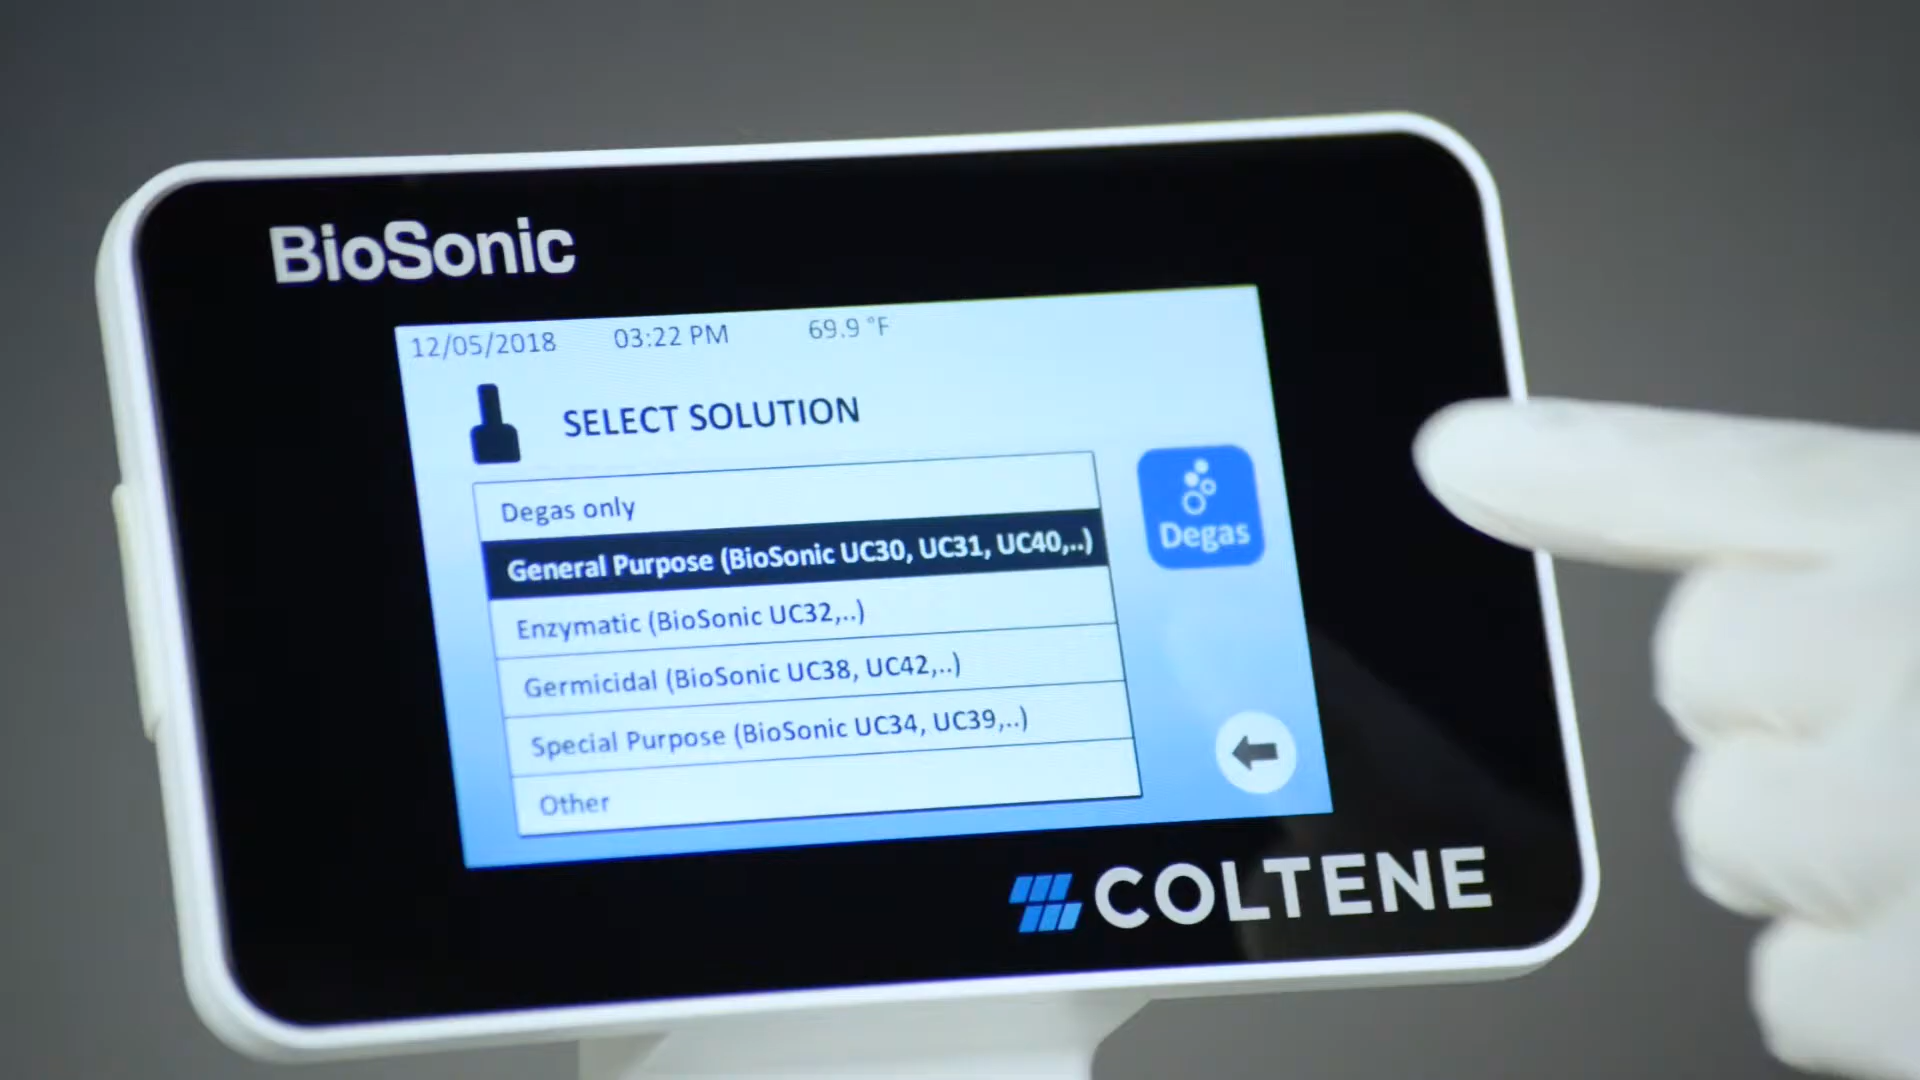 BioSonic
12/05/2018 03:22 PM 69.9 °F
SELECT SOLUTION
Degas only
General Purpose (BioSonic UC30, UC31, UC40,..)
Enzymatic (BioSonic UC32,..)
Germicidal (BioSonic UC38, UC42,..)
Special Purpose (BioSonic UC34, UC39,..)
Other
Degas
COLTENE